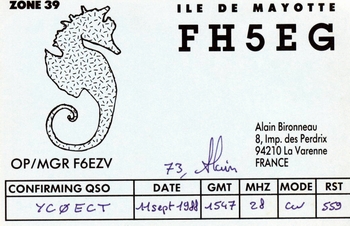 ZONE 39
ILE DE MAYOTTE
FH5EG
Alain Bironneau
8, Imp. des Perdrix
94210 La Varenne
FRANCE
OP/MGR F6EZV
73, Alain
CONFIRMING QSO DATE GMT MHZ MODE RST
YCØECT 11 sept 1988 1547 28 CW 559